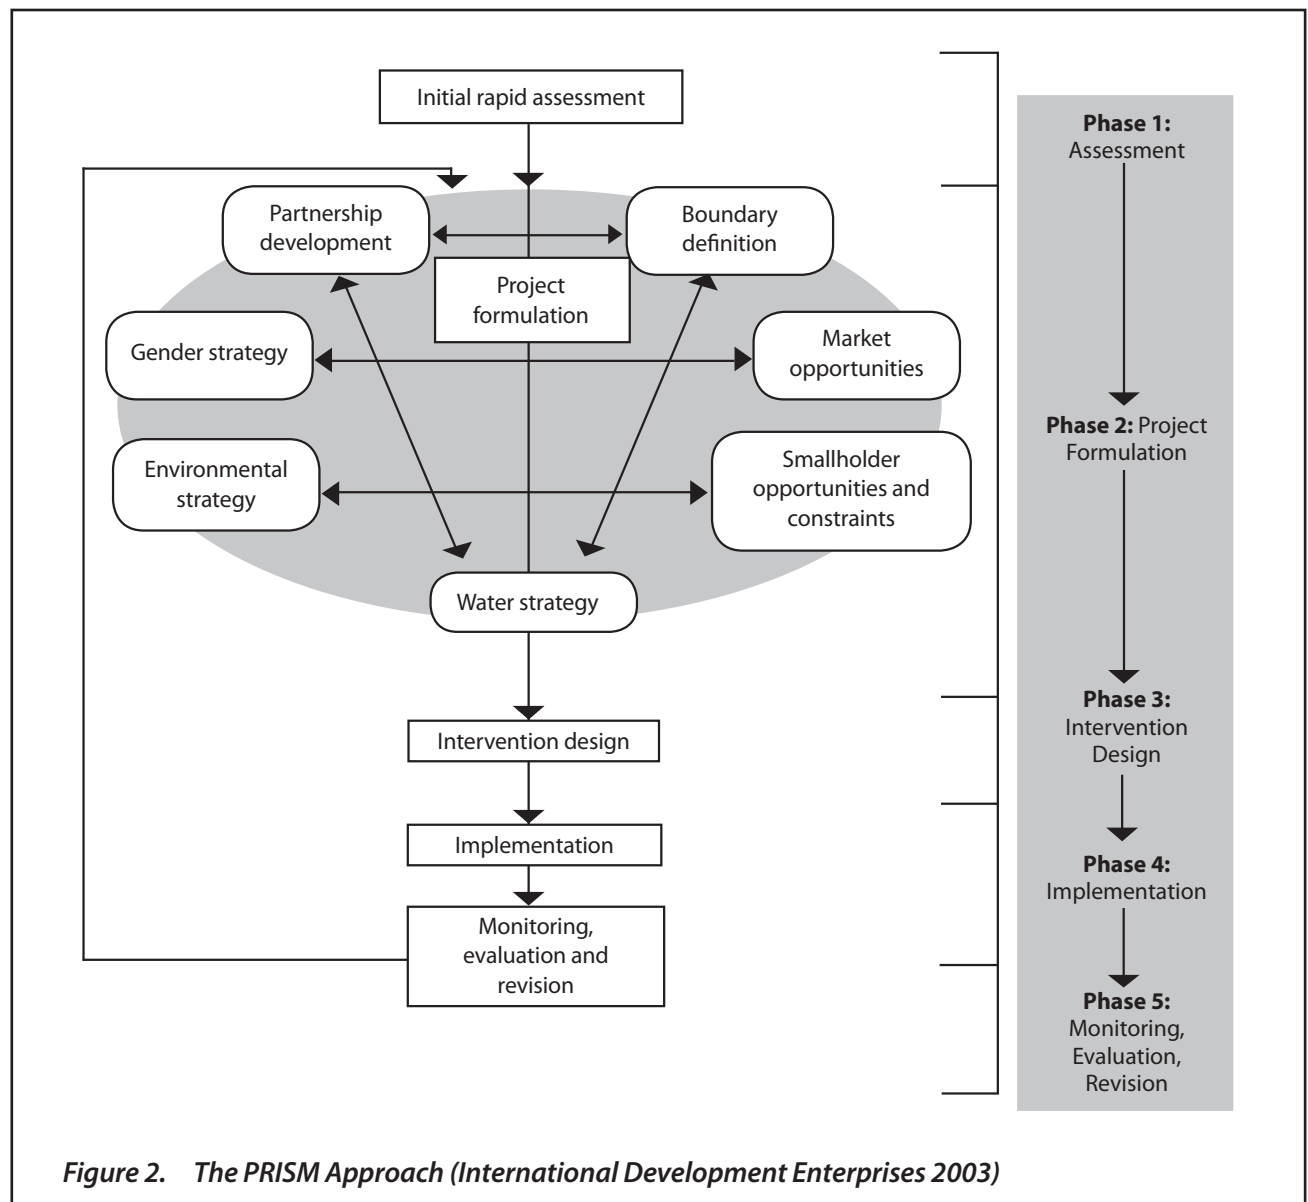 Initial rapid assessment
Partnership
development
Boundary
definition
Project
formulation
Gender strategy
Market
opportunities
Environmental
strategy
Smallholder
opportunities and
constraints
Water strategy
Intervention design
Implementation
Monitoring,
evaluation and
revision
Phase 1:
Assessment
Phase 2: Project
Formulation
Phase 3:
Intervention
Design
Phase 4:
Implementation
Phase 5:
Monitoring,
Evaluation,
Revision
Figure 2. The PRISM Approach (International Development Enterprises 2003)